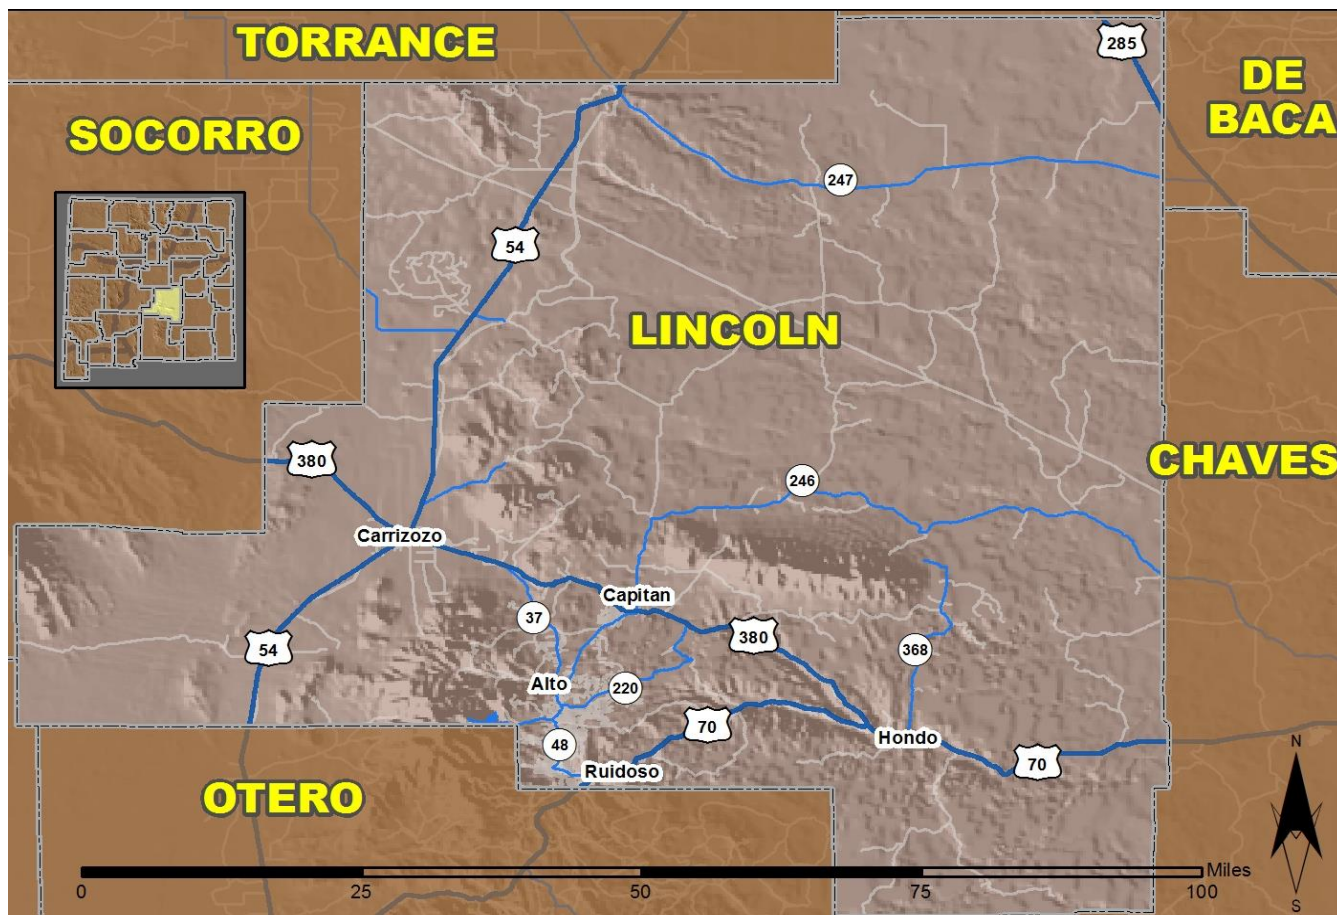 TORRANCE
285
DE
BACA
SOCORRO
247
54
LINCOLN
380
CHAVES
246
Carrizozo
Capitan
37
380
54
368
Alto
220
70
Hondo
48
70
Ruidoso
OTERO
N
S
Miles
0 25 50 75 100